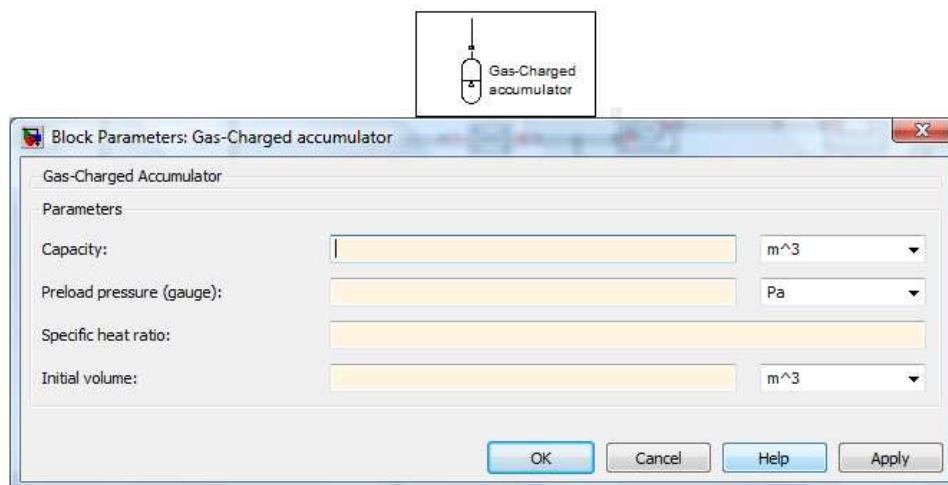 Gas-Charged
accumulator
Block Parameters: Gas-Charged accumulator
Gas-Charged Accumulator
Parameters
Capacity: m^3
Preload pressure (gauge): Pa
Specific heat ratio:
Initial volume: m^3
OK Cancel Help Apply